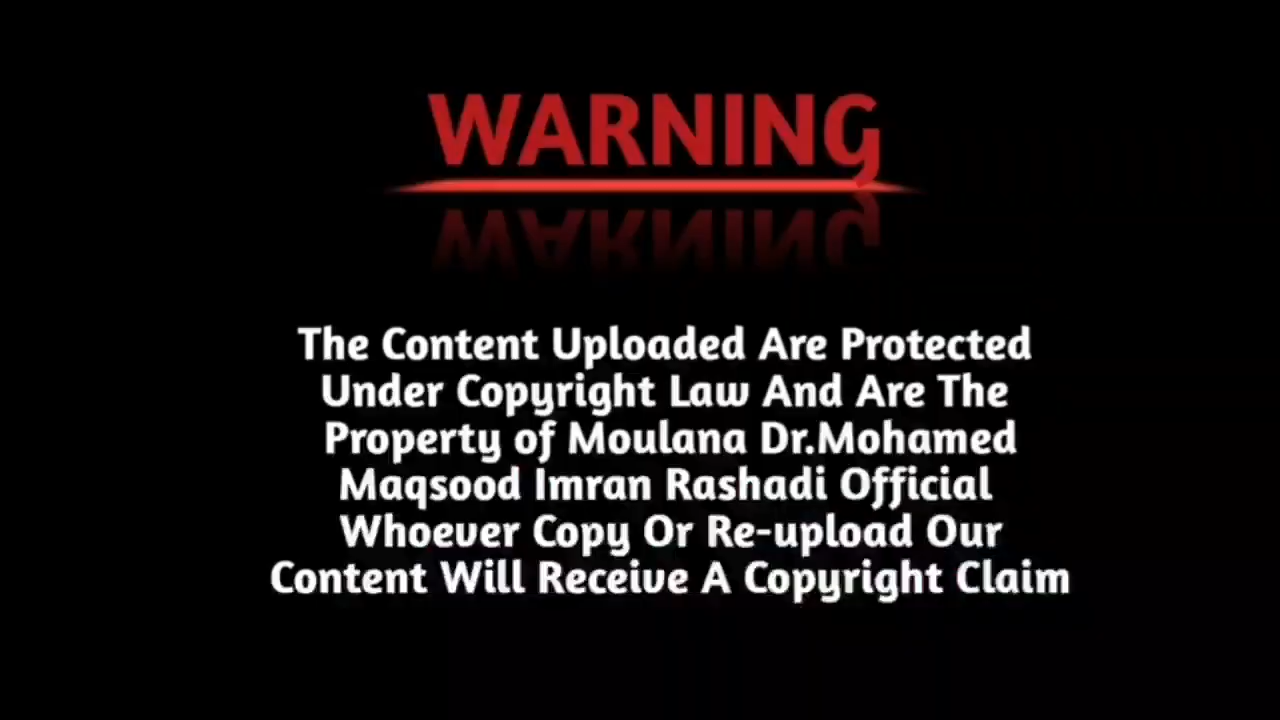 WARNING
The Content Uploaded Are Protected
Under Copyright Law And Are The
Property of Moulana Dr.Mohamed
Maqsood Imran Rashadi Official
Whoever Copy Or Re-upload Our
Content Will Receive A Copyright Claim